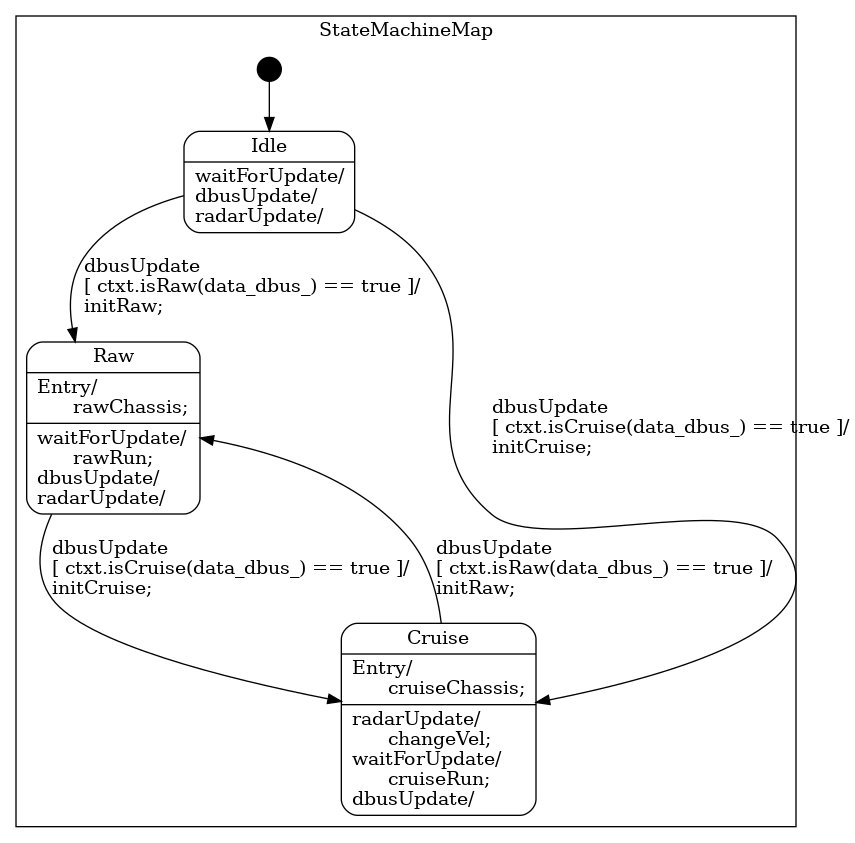 StateMachineMap
Idle
waitForUpdate/
dbusUpdate/
radarUpdate/
dbusUpdate
[ ctxt.isRaw(data_dbus_) == true ]/
initRaw;
Raw
Entry/
rawChassis;
waitForUpdate/
rawRun;
dbusUpdate/
radarUpdate/
dbusUpdate
[ ctxt.isCruise(data_dbus_) == true ]/
initCruise;
dbusUpdate
[ ctxt.isCruise(data_dbus_) == true ]/
initCruise;
dbusUpdate
[ ctxt.isRaw(data_dbus_) == true ]/
initRaw;
Cruise
Entry/
cruiseChassis;
radarUpdate/
changeVel;
waitForUpdate/
cruiseRun;
dbusUpdate/